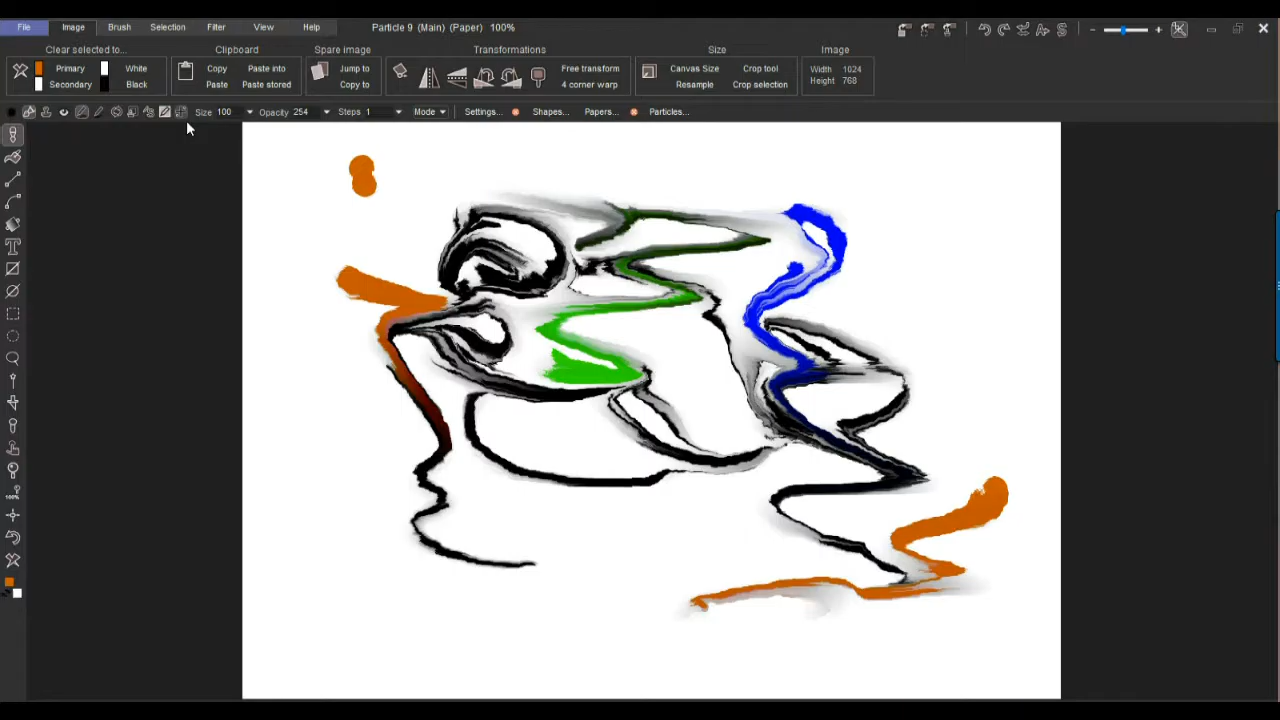 File Image Brush Selection Filter View Help Particle 9 (Main) (Paper) 100%
Clear selected to... Clipboard Spare image Transformations Size Image
Primary White Copy Paste into Jump to Free transform Canvas Size Crop tool Width 1024
Secondary Black Paste Paste stored Copy to 4 corner warp Resample Crop selection Height 768
Size 100 Opacity 254 Steps 1 Mode Settings... Shapes... Papers... Particles...
100%